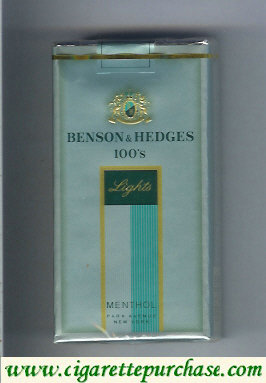 BENSON & HEDGES
100's
Lights
MENTHOL
PARK AVENUE
NEW YORK
www.cigarettepurchase.com